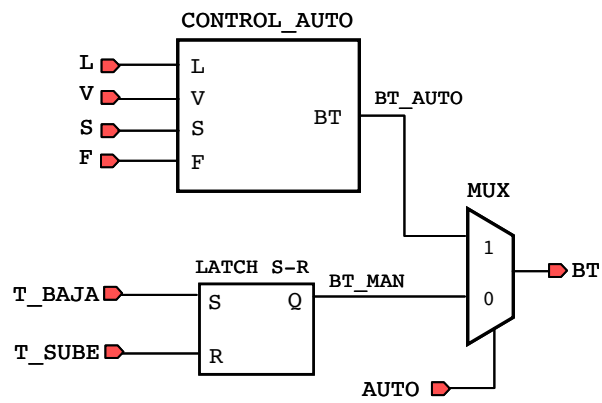 CONTROL_AUTO
L
L
V
V
S
S
F
F
BT
BT_AUTO
MUX
1
0
BT
LATCH S-R
T_BAJA
S
Q
BT_MAN
T_SUBE
R
AUTO